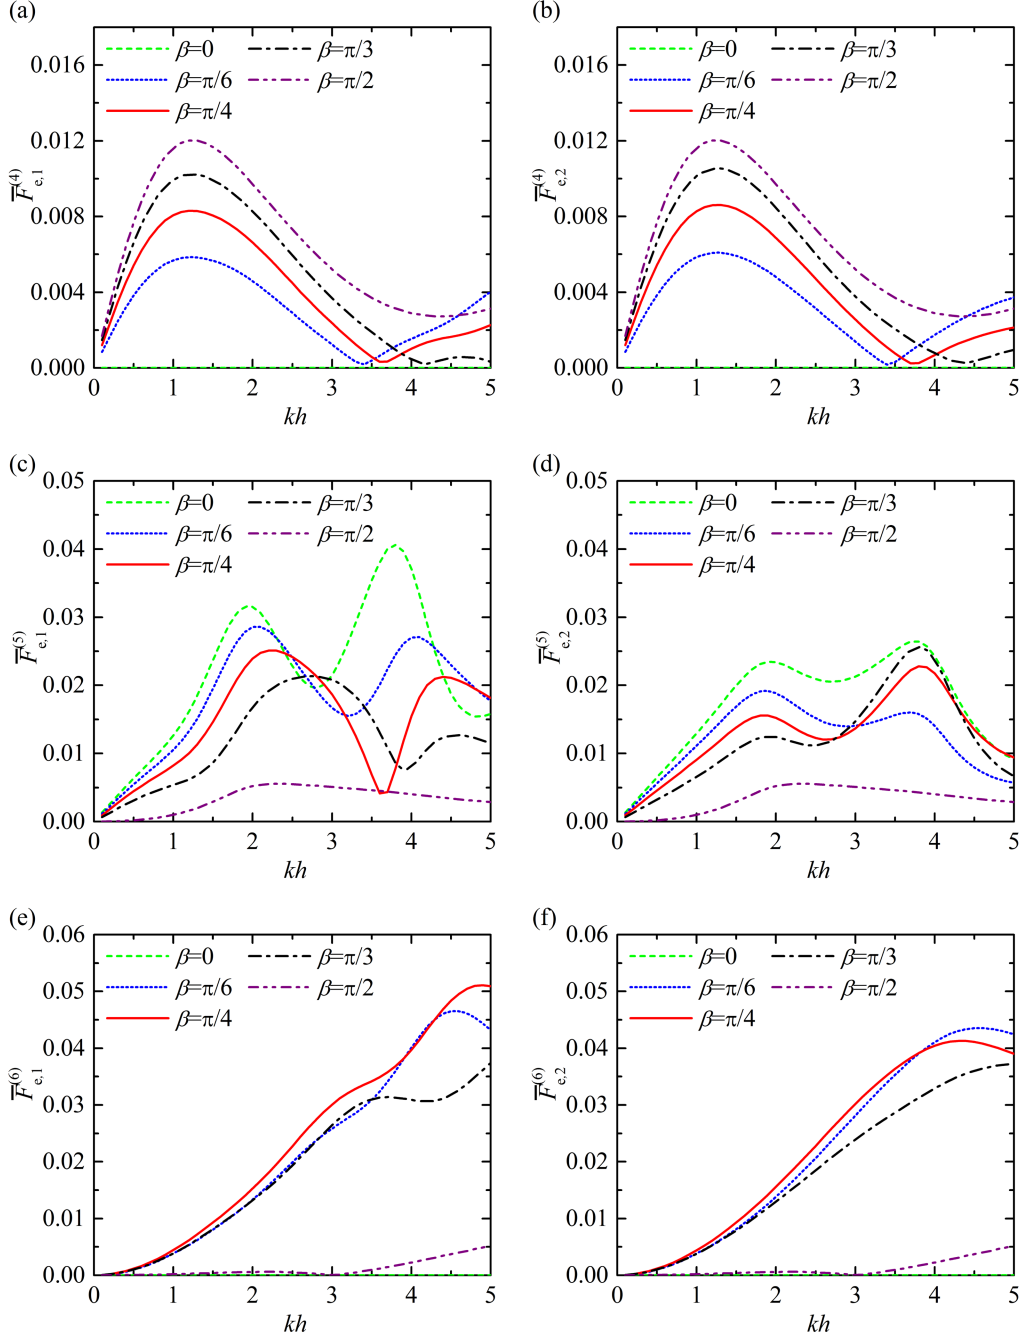 (a)
β=0 β=π/3
β=π/6 β=π/2
β=π/4
0.016
0.012
0.008
0.004
0.000
F̅e,1(4)
0 1 2 3 4 5
kh
(b)
β=0 β=π/3
β=π/6 β=π/2
β=π/4
0.016
0.012
0.008
0.004
0.000
F̅e,2(4)
0 1 2 3 4 5
kh
(c)
0.05
β=0 β=π/3
β=π/6 β=π/2
β=π/4
0.04
0.03
0.02
0.01
0.00
F̅e,1(5)
0 1 2 3 4 5
kh
(d)
0.05
β=0 β=π/3
β=π/6 β=π/2
β=π/4
0.04
0.03
0.02
0.01
0.00
F̅e,2(5)
0 1 2 3 4 5
kh
(e)
0.06
β=0 β=π/3
β=π/6 β=π/2
β=π/4
0.05
0.04
0.03
0.02
0.01
0.00
F̅e,1(6)
0 1 2 3 4 5
kh
(f)
0.06
β=0 β=π/3
β=π/6 β=π/2
β=π/4
0.05
0.04
0.03
0.02
0.01
0.00
F̅e,2(6)
0 1 2 3 4 5
kh